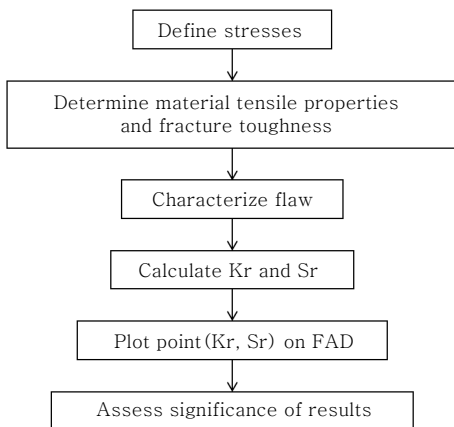 Define stresses
Determine material tensile properties
and fracture toughness
Characterize flaw
Calculate Kr and Sr
Plot point(Kr, Sr) on FAD
Assess significance of results